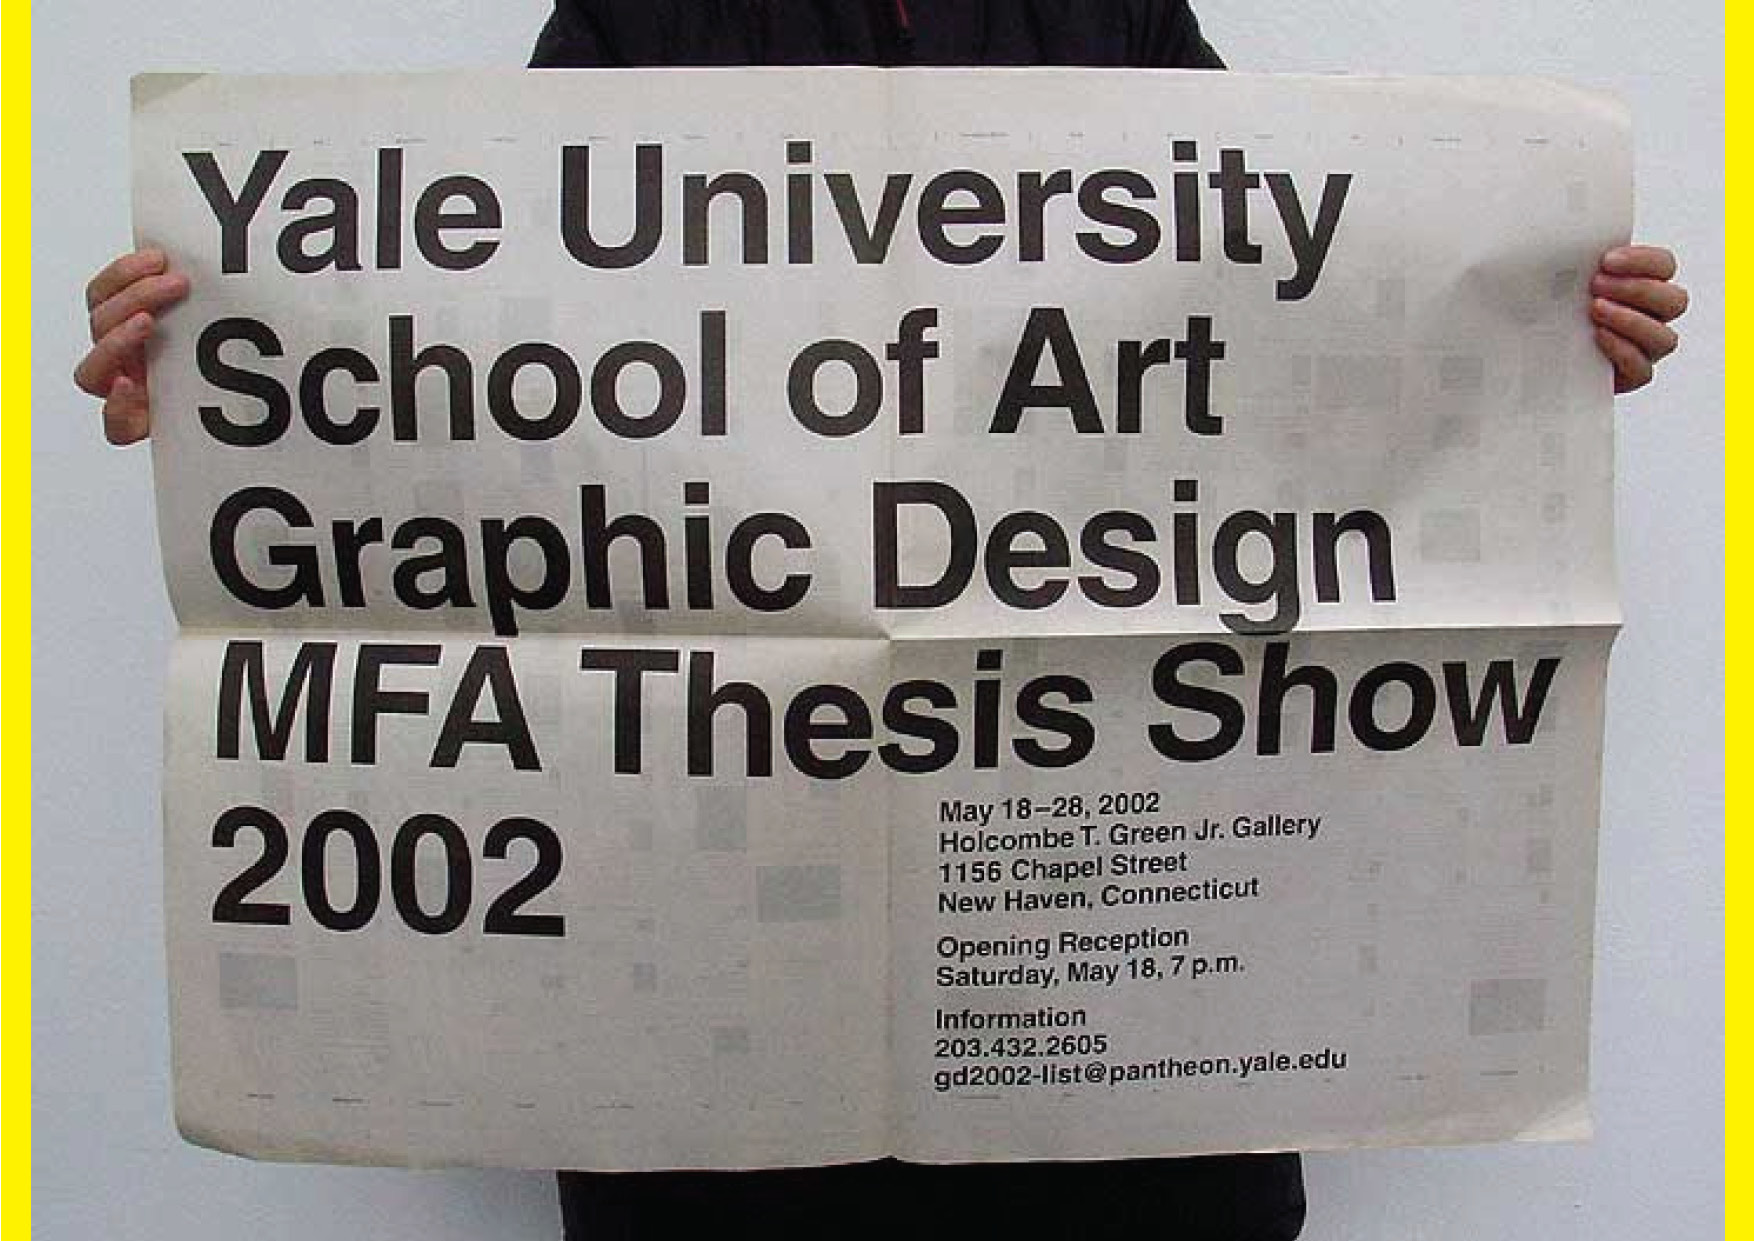 Yale University
School of Art
Graphic Design
MFA Thesis Show
2002
May 18–28, 2002
Holcombe T. Green Jr. Gallery
1156 Chapel Street
New Haven, Connecticut
Opening Reception
Saturday, May 18, 7 p.m.
Information
203.432.2605
gd2002-list@pantheon.yale.edu